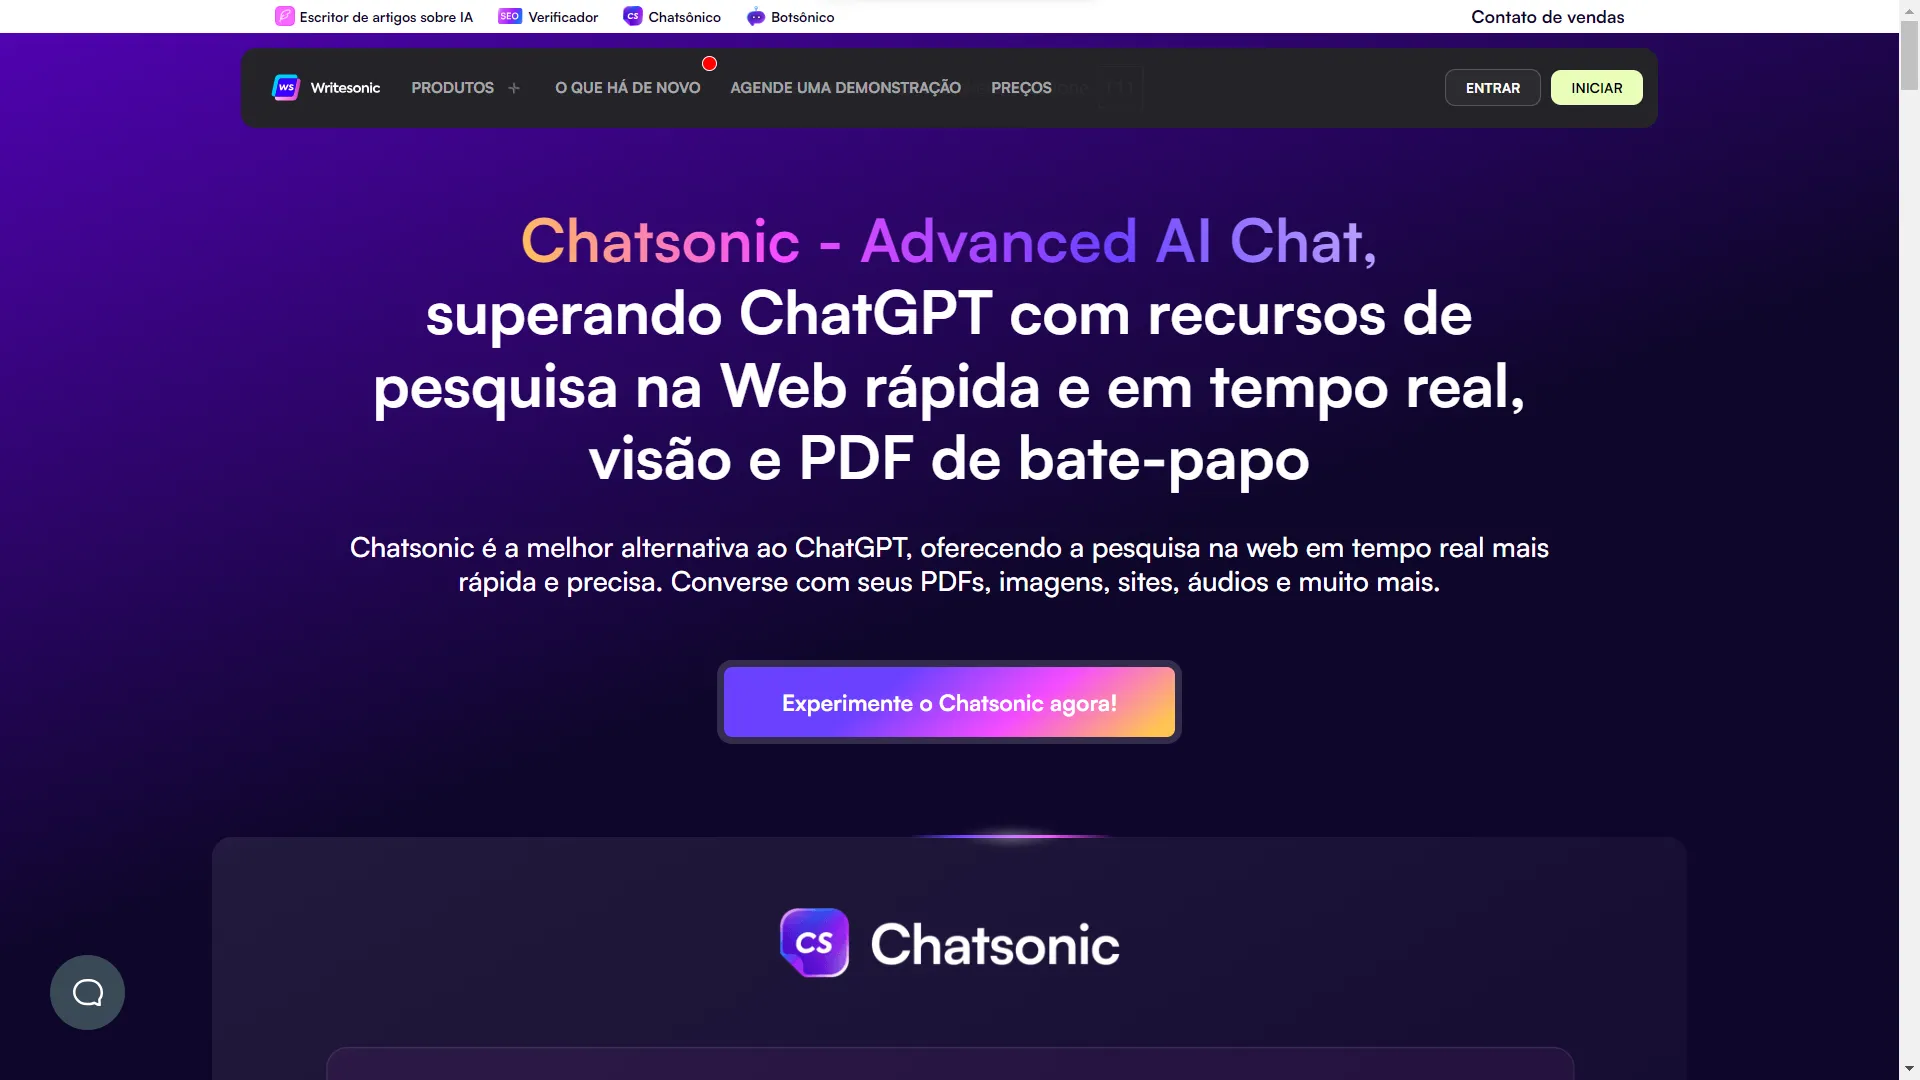 Escritor de artigos sobre IA
SEO Verificador
CS Chatsônico
Botsônico
Contato de vendas
WS Writesonic
PRODUTOS +
O QUE HÁ DE NOVO
AGENDE UMA DEMONSTRAÇÃO
PREÇOS
ENTRAR
INICIAR
Chatsonic - Advanced AI Chat,
superando ChatGPT com recursos de
pesquisa na Web rápida e em tempo real,
visão e PDF de bate-papo
Chatsonic é a melhor alternativa ao ChatGPT, oferecendo a pesquisa na web em tempo real mais
rápida e precisa. Converse com seus PDFs, imagens, sites, áudios e muito mais.
Experimente o Chatsonic agora!
CS Chatsonic